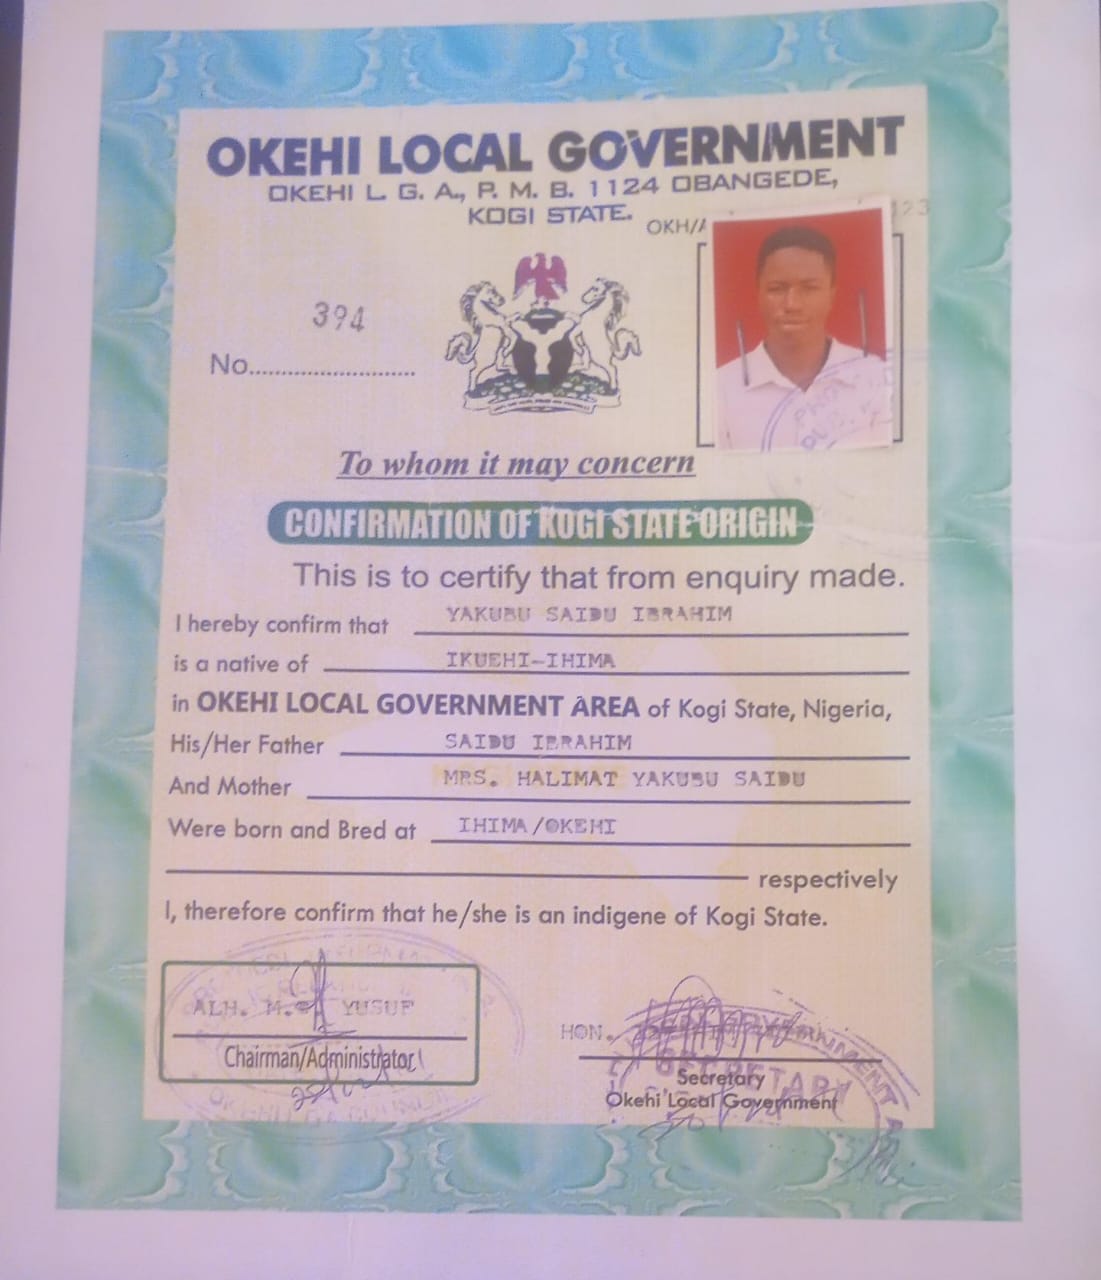 OKEHI LOCAL GOVERNMENT
OKEHI L. G. A., P. M. B. 1124 OBANGEDE,
KOGI STATE.
OKH/A
123
394
No.........................
To whom it may concern
CONFIRMATION OF KOGI STATE ORIGIN
This is to certify that from enquiry made.
I hereby confirm that YAKUBU SAIDU IBRAHIM
is a native of IKUEHI-IHIMA
in OKEHI LOCAL GOVERNMENT AREA of Kogi State, Nigeria,
His/Her Father SAIDU IBRAHIM
And Mother MRS. HALIMAT YAKUBU SAIDU
Were born and Bred at IHIMA/OKEHI
respectively
I, therefore confirm that he/she is an indigene of Kogi State.
ALH. YUSUF
Chairman/Administrator
HON.
Secretary
Okehi Local Government
SECRETARY